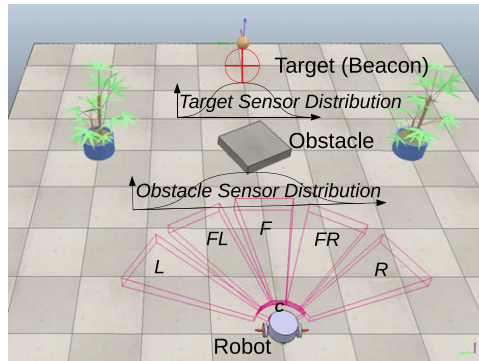 Target (Beacon)
Target Sensor Distribution
Obstacle
Obstacle Sensor Distribution
L
FL
F
FR
R
C
Robot